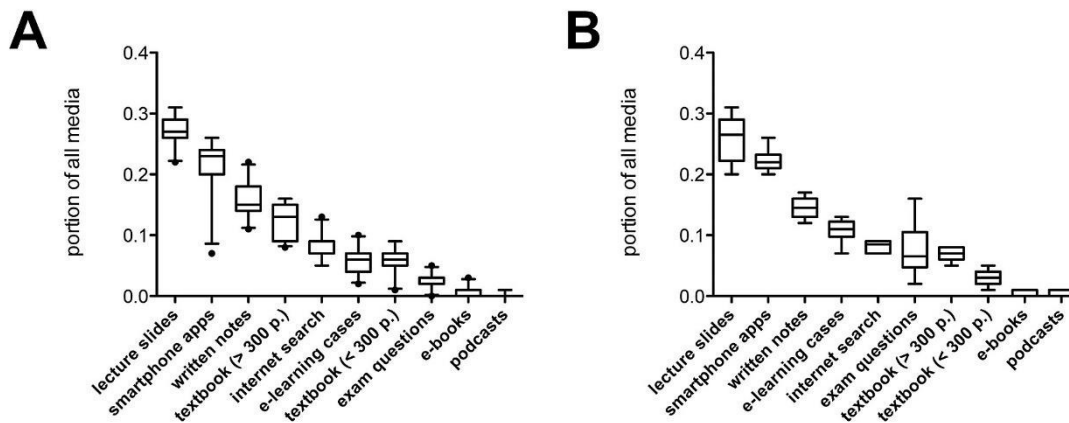 A
portion of all media
0.4
0.3
0.2
0.1
0.0
lecture slides
smartphone apps
written notes
textbook (> 300 p.)
internet search
e-learning cases
textbook (< 300 p.)
exam questions
e-books
podcasts
B
portion of all media
0.4
0.3
0.2
0.1
0.0
lecture slides
smartphone apps
written notes
e-learning cases
internet search
exam questions
textbook (> 300 p.)
textbook (< 300 p.)
e-books
podcasts